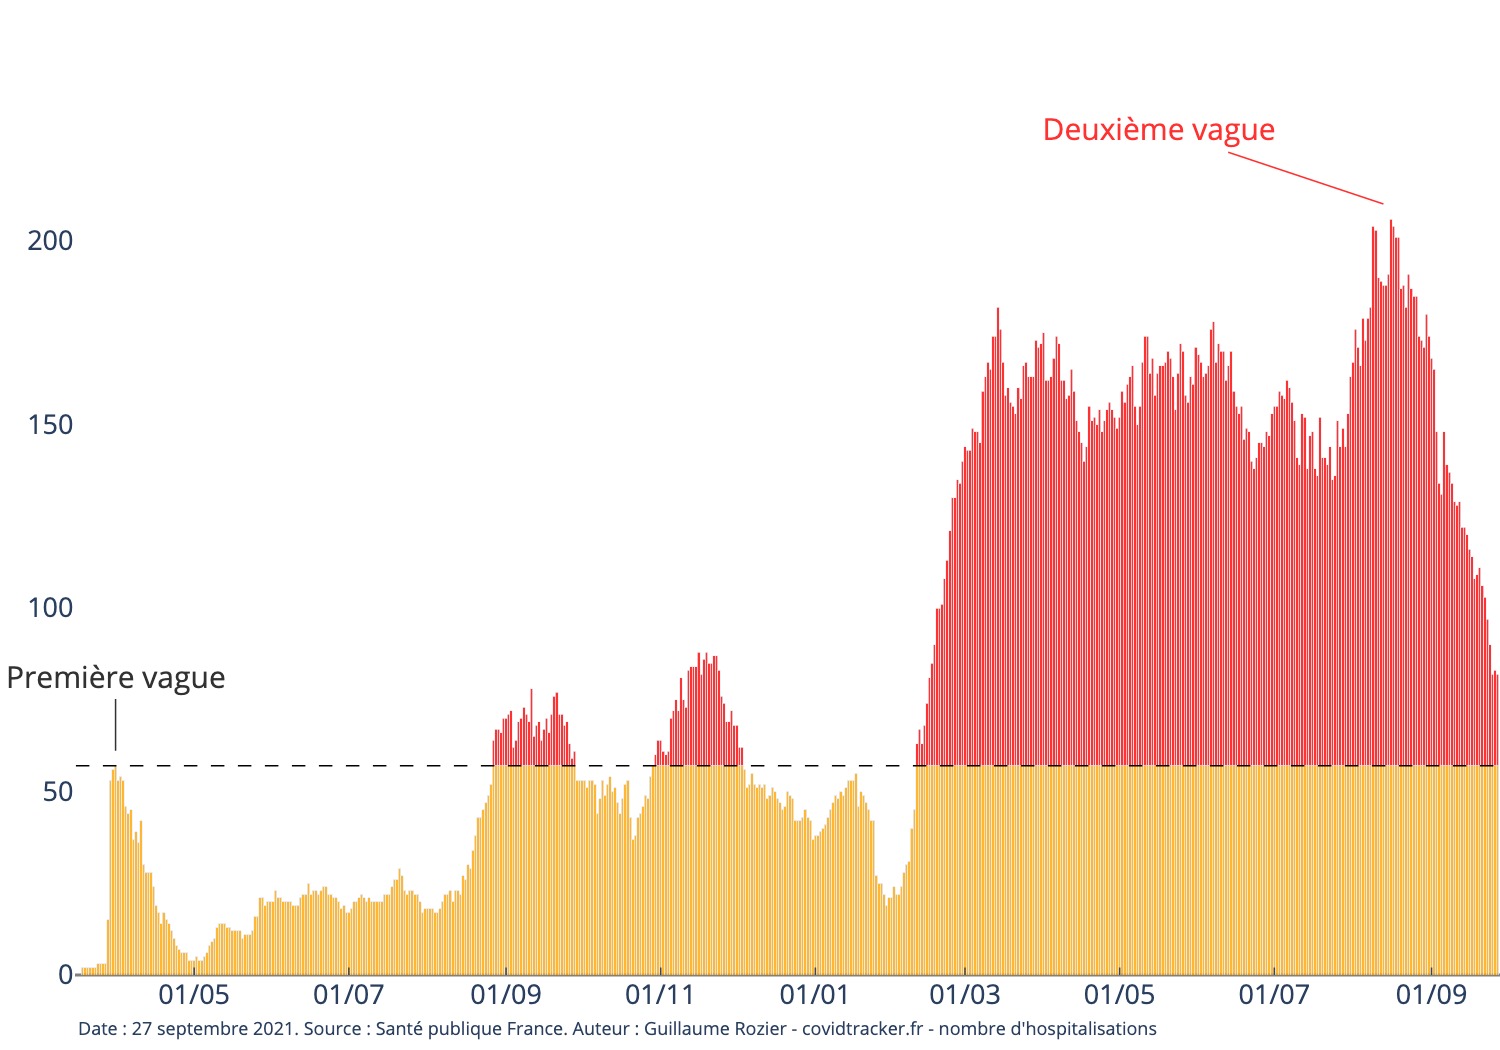 Deuxième vague
200
150
100
Première vague
50
0
01/05 01/07 01/09 01/11 01/01 01/03 01/05 01/07 01/09
Date : 27 septembre 2021. Source : Santé publique France. Auteur : Guillaume Rozier - covidtracker.fr - nombre d'hospitalisations